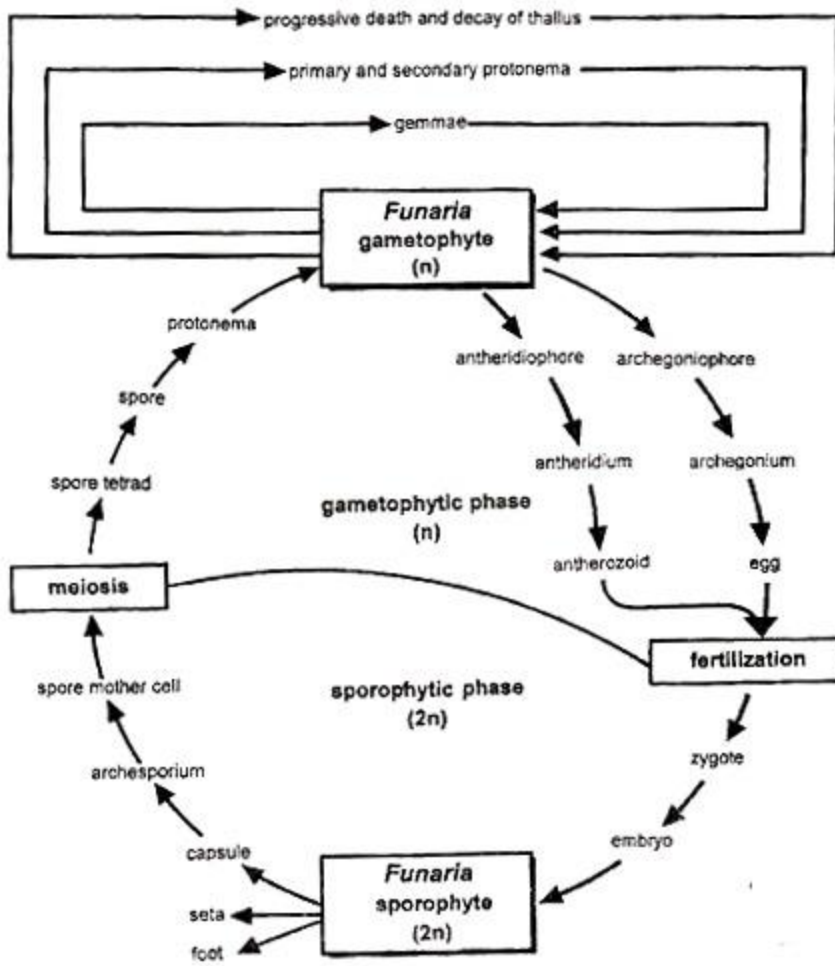 progressive death and decay of thallus
primary and secondary protonema
gemmae
Funaria
gametophyte
(n)
protonema
antheridiophore
archegoniophore
spore
antheridium
archegonium
spore tetrad
gametophytic phase
(n)
antherozoid
egg
meiosis
fertilization
spore mother cell
sporophytic phase
(2n)
zygote
archesporium
embryo
capsule
Funaria
sporophyte
(2n)
seta
foot